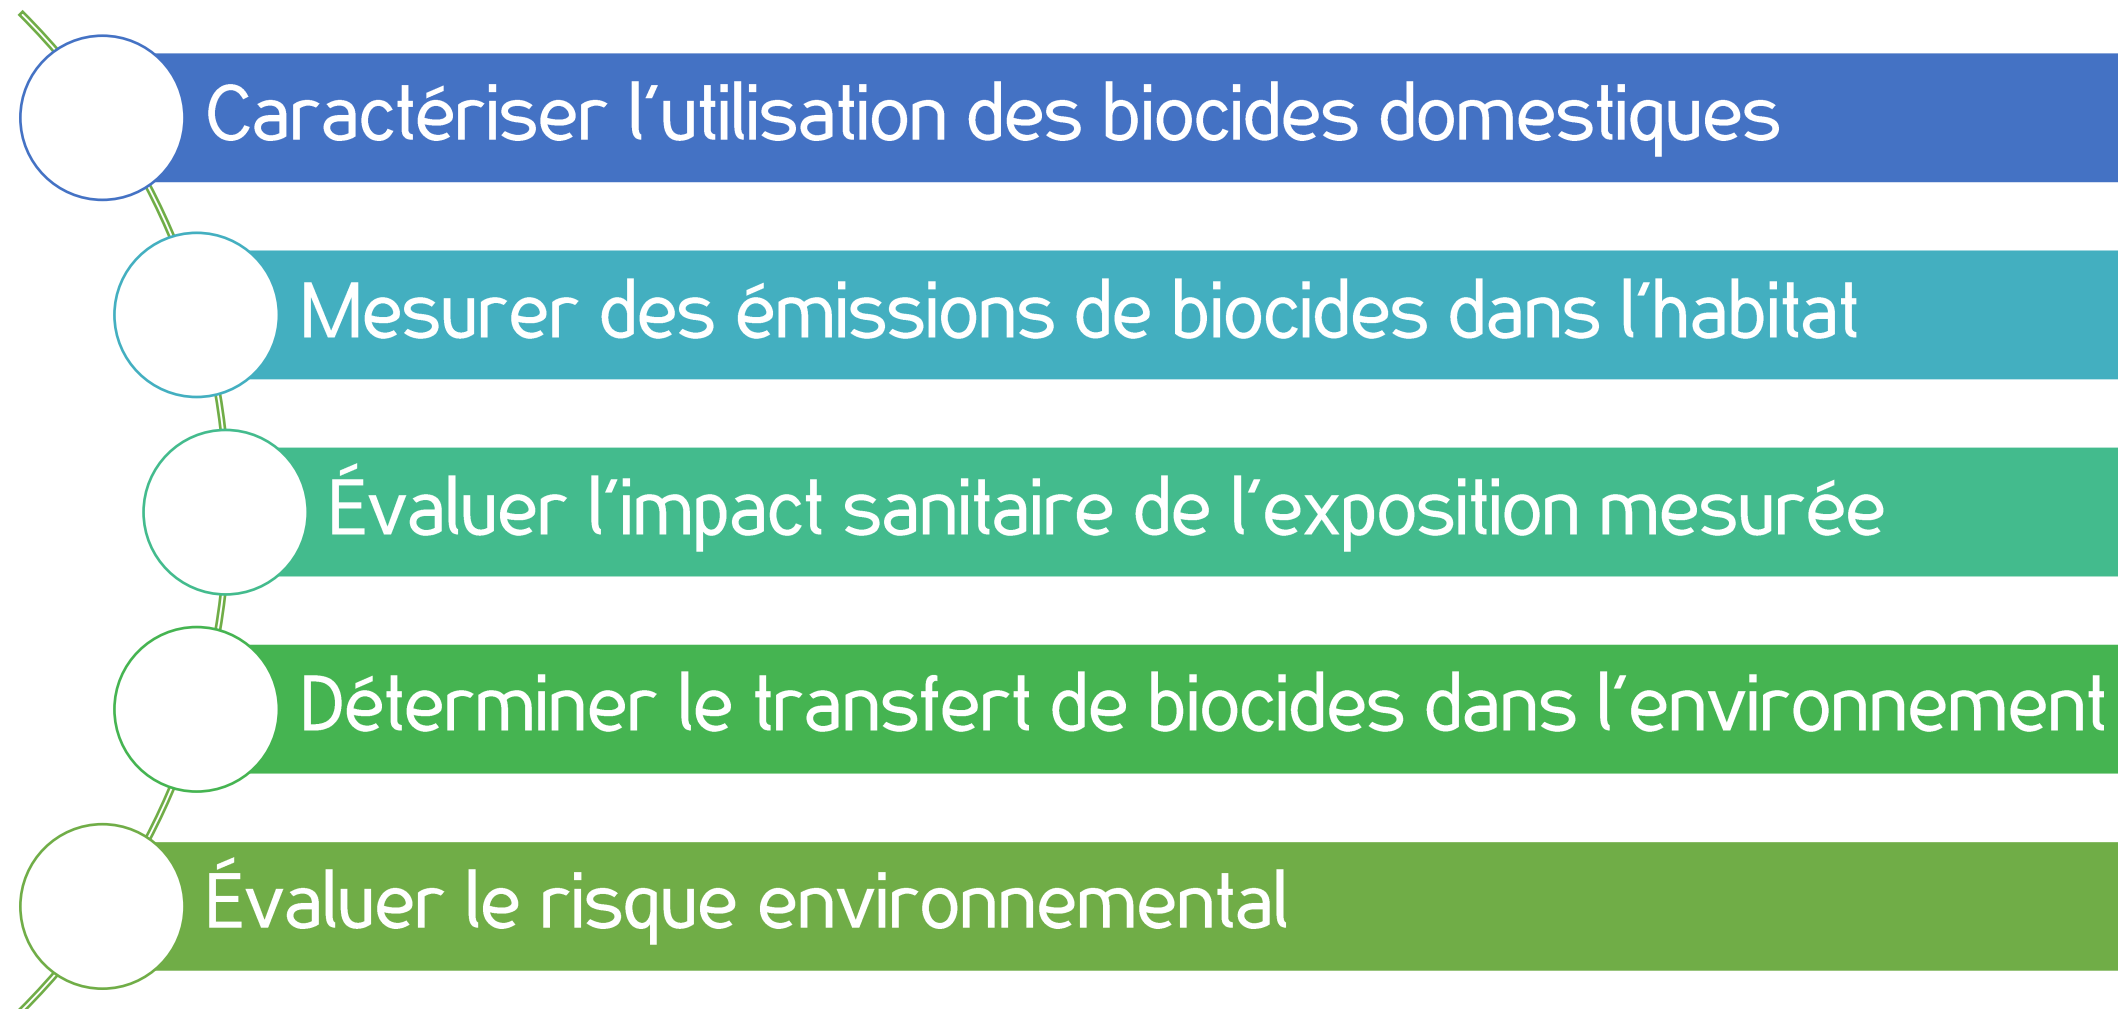 Caractériser l’utilisation des biocides domestiques
Mesurer des émissions de biocides dans l’habitat
Évaluer l’impact sanitaire de l’exposition mesurée
Déterminer le transfert de biocides dans l’environnement
Évaluer le risque environnemental